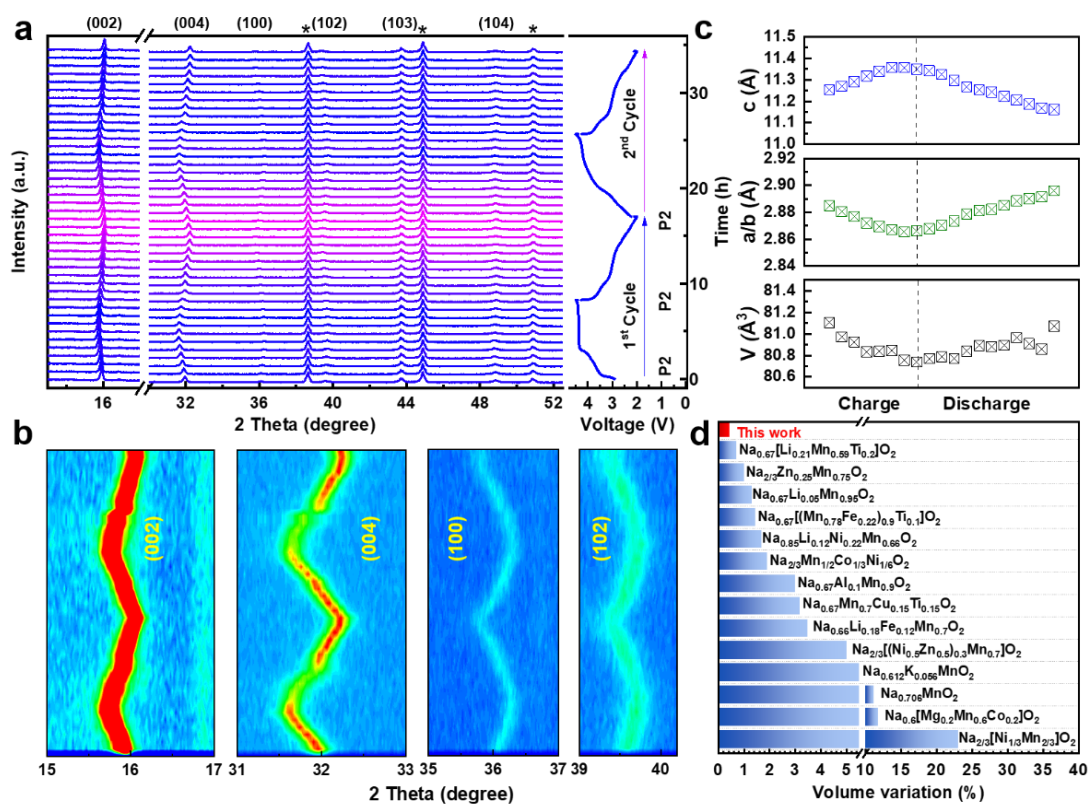 a
(002) (004) (100) * (102) (103) * (104) *
Intensity (a.u.)
16 32 36 40 44 48 52
2 Theta (degree)
5 4 3 2 1 0
Voltage (V)
1st Cycle
2nd Cycle
P2
P2
P2
0
10
20
30
Time (h)
c
11.5
11.4
11.3
11.2
11.1
11.0
c (Å)
2.92
2.90
2.88
2.86
2.84
a/b (Å)
81.2
81.0
80.8
80.6
V (Å3)
Charge Discharge
b
(002)
(004)
(100)
(102)
15 16 17
31 32 33
35 36 37
39 40
2 Theta (degree)
d
This work
Na0.67[Li0.21Mn0.59Ti0.2]O2
Na2/3Zn0.25Mn0.75O2
Na0.67Li0.05Mn0.95O2
Na0.67[(Mn0.78Fe0.22)0.9Ti0.1]O2
Na0.85Li0.12Ni0.22Mn0.66O2
Na2/3Mn1/2Co1/3Ni1/6O2
Na0.67Al0.1Mn0.9O2
Na0.67Mn0.7Cu0.15Ti0.15O2
Na0.66Li0.18Fe0.12Mn0.7O2
Na2/3[(Ni0.5Zn0.5)0.3Mn0.7]O2
Na0.612K0.056MnO2
Na0.706MnO2
Na0.6[Mg0.2Mn0.6Co0.2]O2
Na2/3[Ni1/3Mn2/3]O2
0 1 2 3 4 5 10 15 20 25 30 35 40
Volume variation (%)